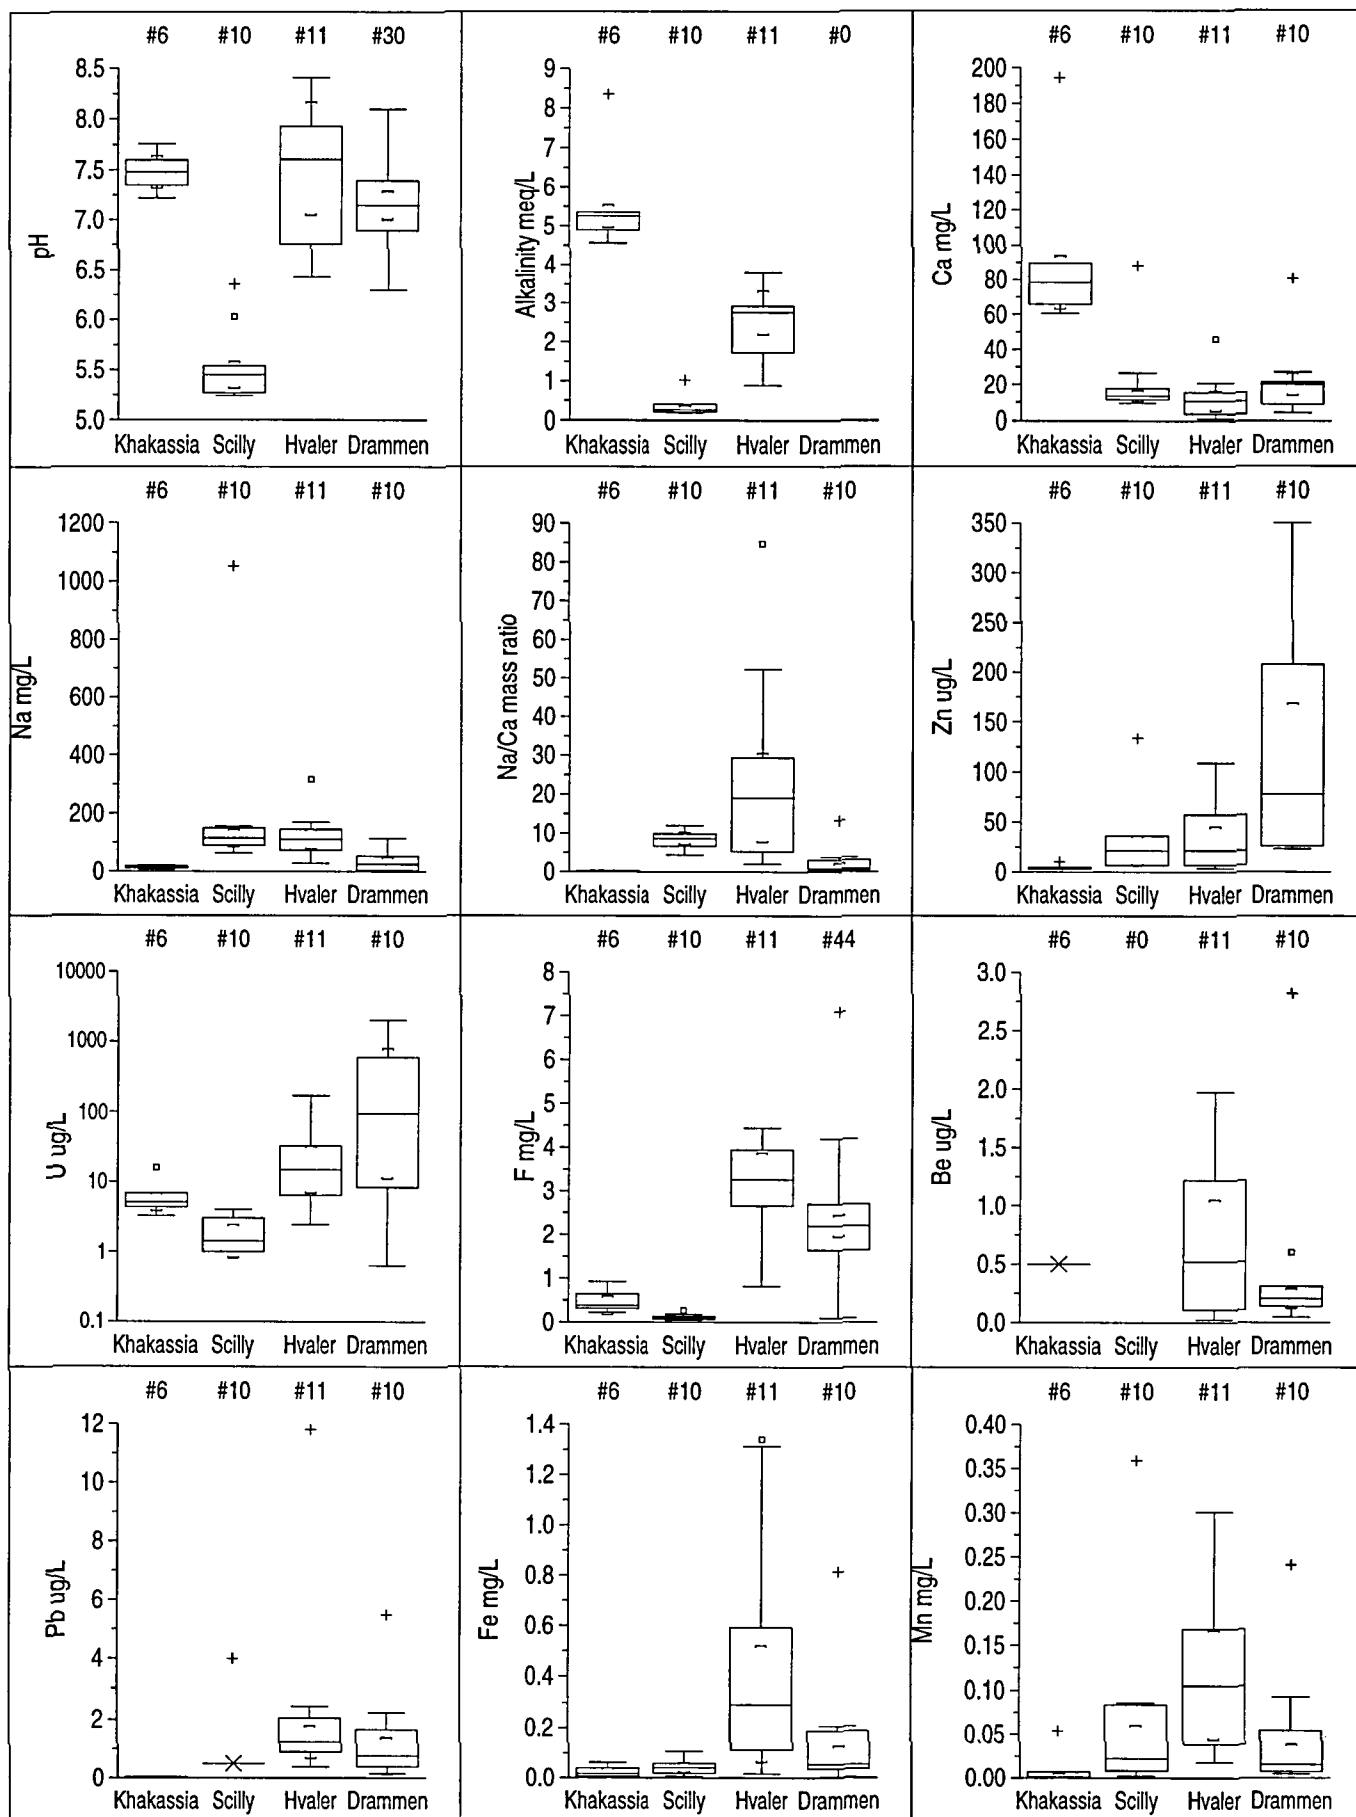 #6 #10 #11 #30
pH
8.5
8.0
7.5
7.0
6.5
6.0
5.5
5.0
Khakassia Scilly Hvaler Drammen
#6 #10 #11 #0
Alkalinity meq/L
9
8
7
6
5
4
3
2
1
0
Khakassia Scilly Hvaler Drammen
#6 #10 #11 #10
Ca mg/L
200
180
160
140
120
100
80
60
40
20
0
Khakassia Scilly Hvaler Drammen
#6 #10 #11 #10
Na mg/L
1200
1000
800
600
400
200
0
Khakassia Scilly Hvaler Drammen
#6 #10 #11 #10
Na/Ca mass ratio
90
80
70
60
50
40
30
20
10
0
Khakassia Scilly Hvaler Drammen
#6 #10 #11 #10
Zn ug/L
350
300
250
200
150
100
50
0
Khakassia Scilly Hvaler Drammen
#6 #10 #11 #10
U ug/L
10000
1000
100
10
1
0.1
Khakassia Scilly Hvaler Drammen
#6 #10 #11 #44
F mg/L
8
7
6
5
4
3
2
1
0
Khakassia Scilly Hvaler Drammen
#6 #0 #11 #10
Be ug/L
3.0
2.5
2.0
1.5
1.0
0.5
0.0
Khakassia Scilly Hvaler Drammen
#6 #10 #11 #10
Pb ug/L
12
10
8
6
4
2
0
Khakassia Scilly Hvaler Drammen
#6 #10 #11 #10
Fe mg/L
1.4
1.2
1.0
0.8
0.6
0.4
0.2
0.0
Khakassia Scilly Hvaler Drammen
#6 #10 #11 #10
Mn mg/L
0.40
0.35
0.30
0.25
0.20
0.15
0.10
0.05
0.00
Khakassia Scilly Hvaler Drammen